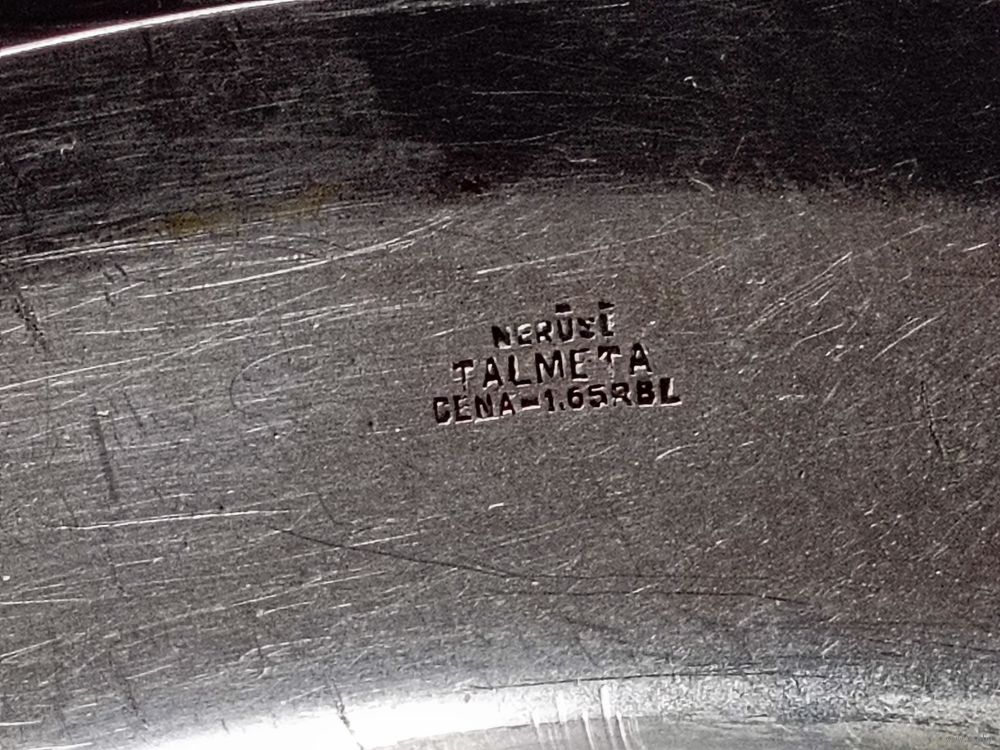 NERŪSĒ
TALMETA
CENA-1.65RBL